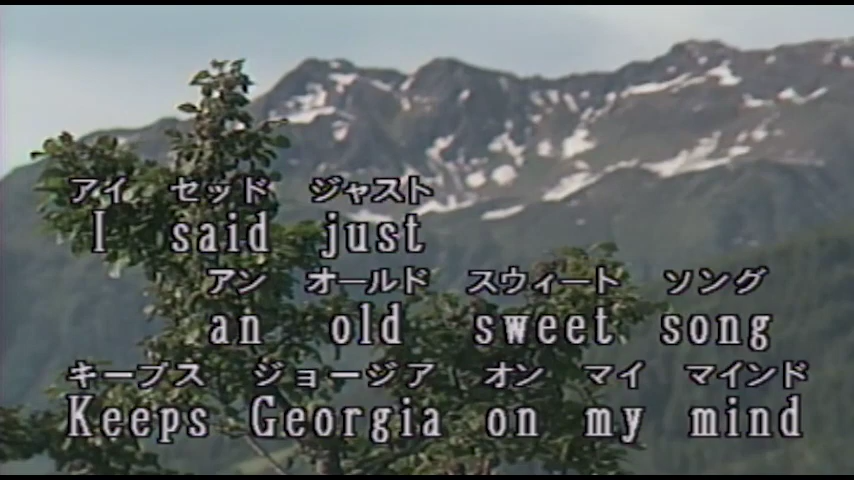 アイ セッド ジャスト
I said just
アン オールド スウィート ソング
an old sweet song
キープス ジョージア オン マイ マインド
Keeps Georgia on my mind